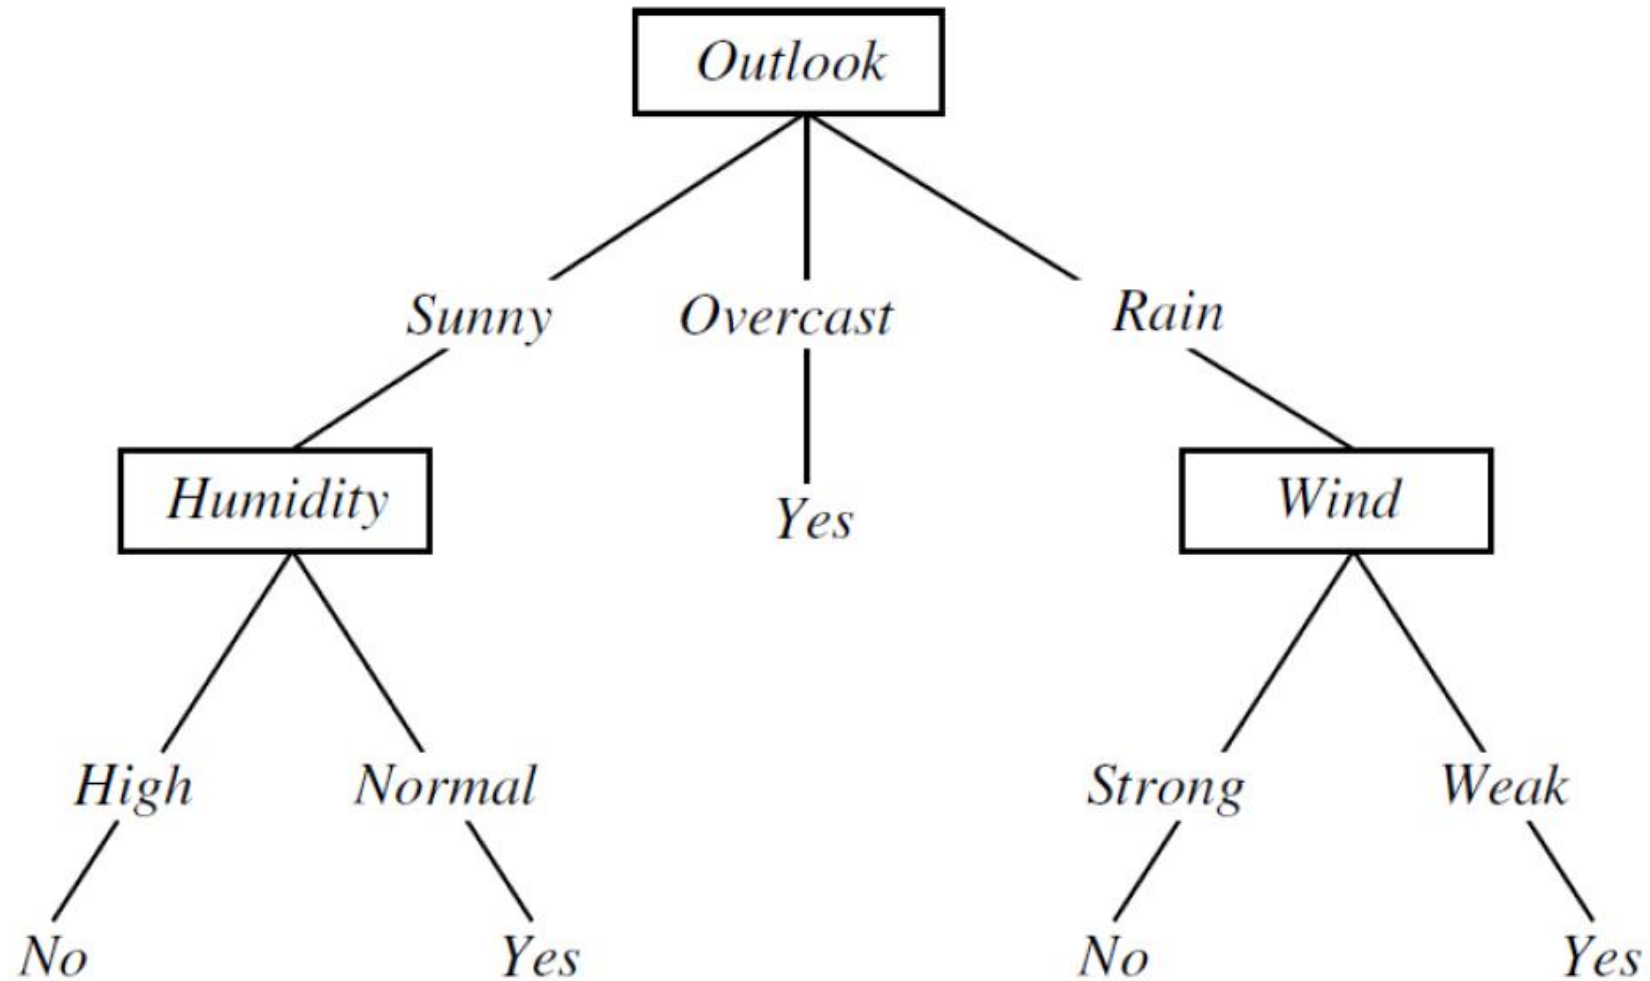 Outlook
Sunny Overcast Rain
Humidity Yes Wind
High Normal Strong Weak
No Yes No Yes